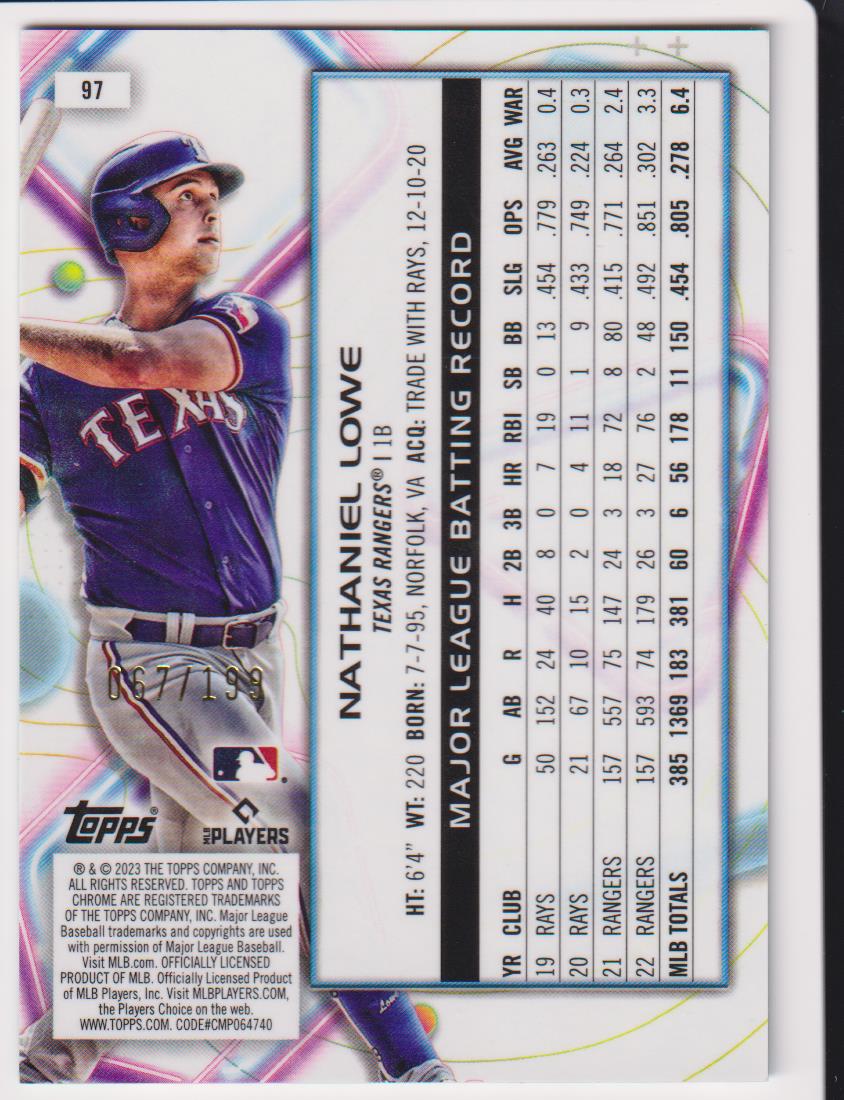 97
TEXAS
067/199
Topps®
MLB PLAYERS
® & © 2023 THE TOPPS COMPANY, INC.
ALL RIGHTS RESERVED. TOPPS AND TOPPS
CHROME ARE REGISTERED TRADEMARKS
OF THE TOPPS COMPANY, INC. Major League
Baseball trademarks and copyrights are used
with permission of Major League Baseball.
Visit MLB.com. OFFICIALLY LICENSED
PRODUCT OF MLB. Officially Licensed Product
of MLB Players, Inc. Visit MLBPLAYERS.COM,
the Players Choice on the web.
WWW.TOPPS.COM. CODE#CMP064740
NATHANIEL LOWE
TEXAS RANGERS® | 1B
HT: 6'4" WT: 220 BORN: 7-7-95, NORFOLK, VA ACQ: TRADE WITH RAYS, 12-10-20
MAJOR LEAGUE BATTING RECORD
YR CLUB G AB R H 2B 3B HR RBI SB BB SLG OPS AVG WAR
19 RAYS 50 152 24 40 8 0 7 19 0 13 .454 .779 .263 0.4
20 RAYS 21 67 10 15 2 0 4 11 1 9 .433 .749 .224 0.3
21 RANGERS 157 557 75 147 24 3 18 72 8 80 .415 .771 .264 2.4
22 RANGERS 157 593 74 179 26 3 27 76 2 48 .492 .851 .302 3.3
MLB TOTALS 385 1369 183 381 60 6 56 178 11 150 .454 .805 .278 6.4
Lowe